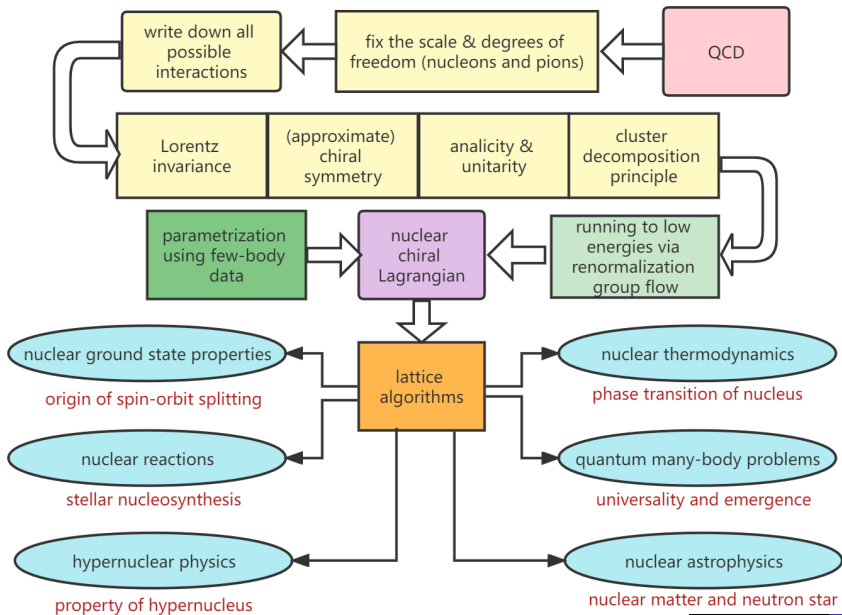 write down all
possible
interactions
fix the scale & degrees of
freedom (nucleons and pions)
QCD
Lorentz
invariance
(approximate)
chiral
symmetry
analicity &
unitarity
cluster
decomposition
principle
parametrization
using few-body
data
nuclear
chiral
Lagrangian
running to low
energies via
renormalization
group flow
nuclear ground state properties
origin of spin-orbit splitting
lattice
algorithms
nuclear thermodynamics
phase transition of nucleus
nuclear reactions
stellar nucleosynthesis
quantum many-body problems
universality and emergence
hypernuclear physics
property of hypernucleus
nuclear astrophysics
nuclear matter and neutron star